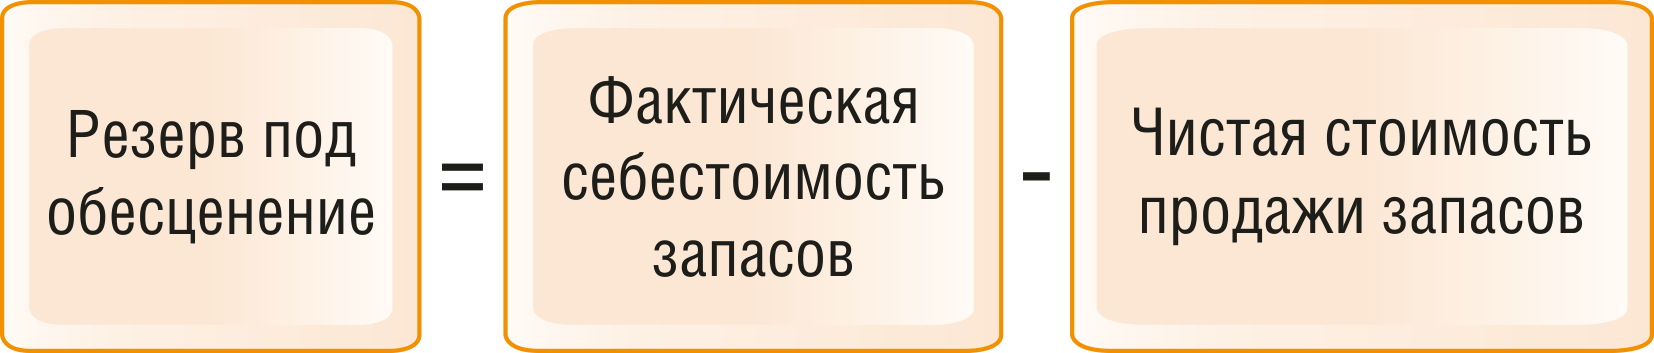 Резерв под
обесценение
=
Фактическая
себестоимость
запасов
-
Чистая стоимость
продажи запасов